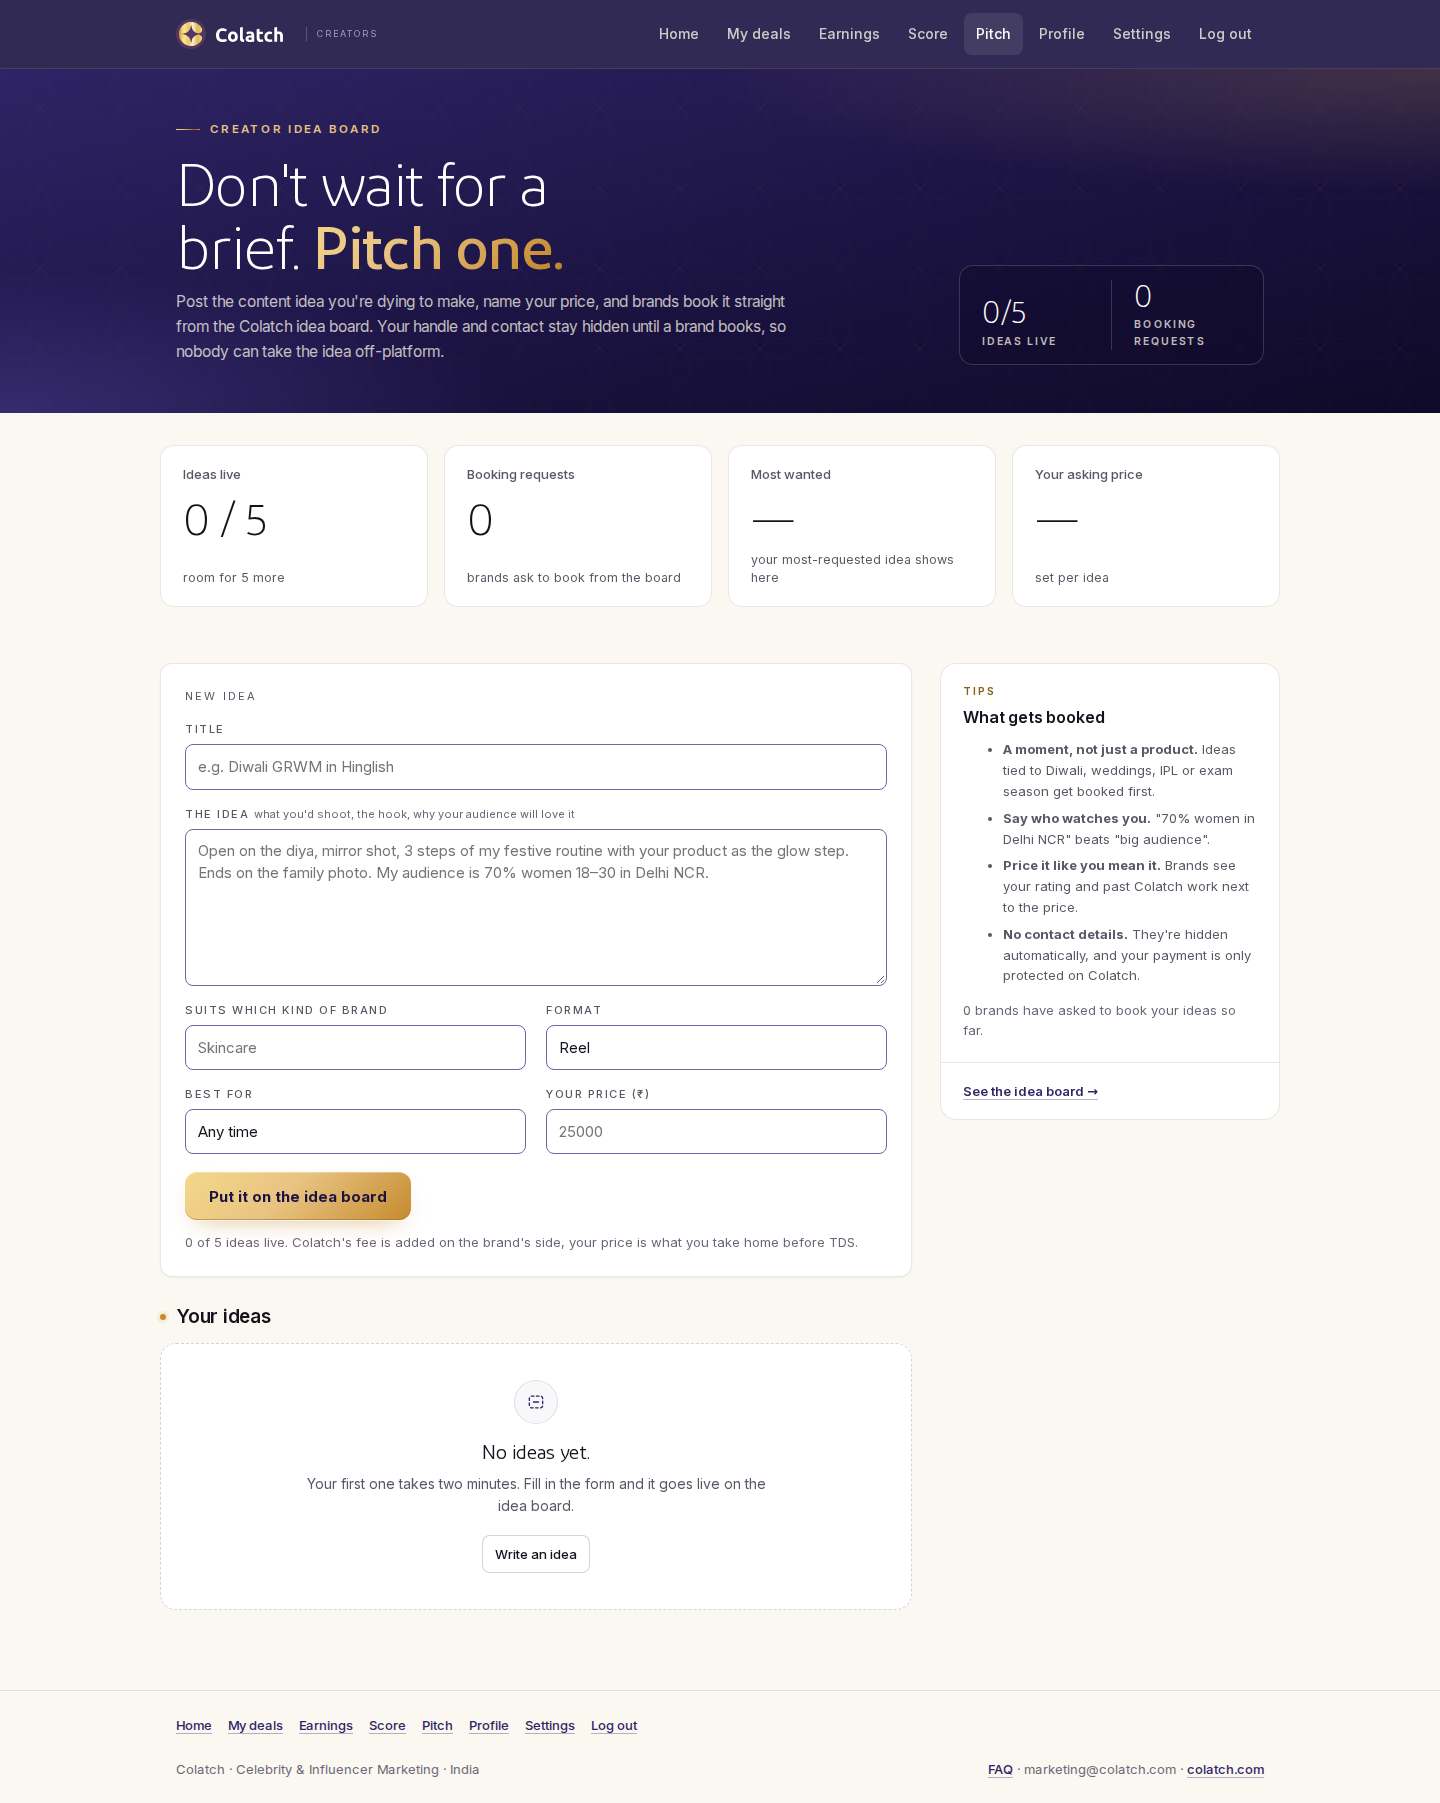 Colatch
CREATORS
Home My deals Earnings Score Pitch Profile Settings Log out
CREATOR IDEA BOARD
Don't wait for a
brief. Pitch one.
Post the content idea you're dying to make, name your price, and brands book it straight
from the Colatch idea board. Your handle and contact stay hidden until a brand books, so
nobody can take the idea off-platform.
0/5
IDEAS LIVE
0
BOOKING
REQUESTS
Ideas live
0 / 5
room for 5 more
Booking requests
0
brands ask to book from the board
Most wanted
—
your most-requested idea shows
here
Your asking price
—
set per idea
NEW IDEA
TITLE
e.g. Diwali GRWM in Hinglish
THE IDEA what you'd shoot, the hook, why your audience will love it
Open on the diya, mirror shot, 3 steps of my festive routine with your product as the glow step.
Ends on the family photo. My audience is 70% women 18–30 in Delhi NCR.
SUITS WHICH KIND OF BRAND
Skincare
FORMAT
Reel
BEST FOR
Any time
YOUR PRICE (₹)
25000
Put it on the idea board
0 of 5 ideas live. Colatch's fee is added on the brand's side, your price is what you take home before TDS.
TIPS
What gets booked
• A moment, not just a product. Ideas
tied to Diwali, weddings, IPL or exam
season get booked first.
• Say who watches you. "70% women in
Delhi NCR" beats "big audience".
• Price it like you mean it. Brands see
your rating and past Colatch work next
to the price.
• No contact details. They're hidden
automatically, and your payment is only
protected on Colatch.
0 brands have asked to book your ideas so
far.
See the idea board →
Your ideas
No ideas yet.
Your first one takes two minutes. Fill in the form and it goes live on the
idea board.
Write an idea
Home My deals Earnings Score Pitch Profile Settings Log out
Colatch · Celebrity & Influencer Marketing · India
FAQ · marketing@colatch.com · colatch.com